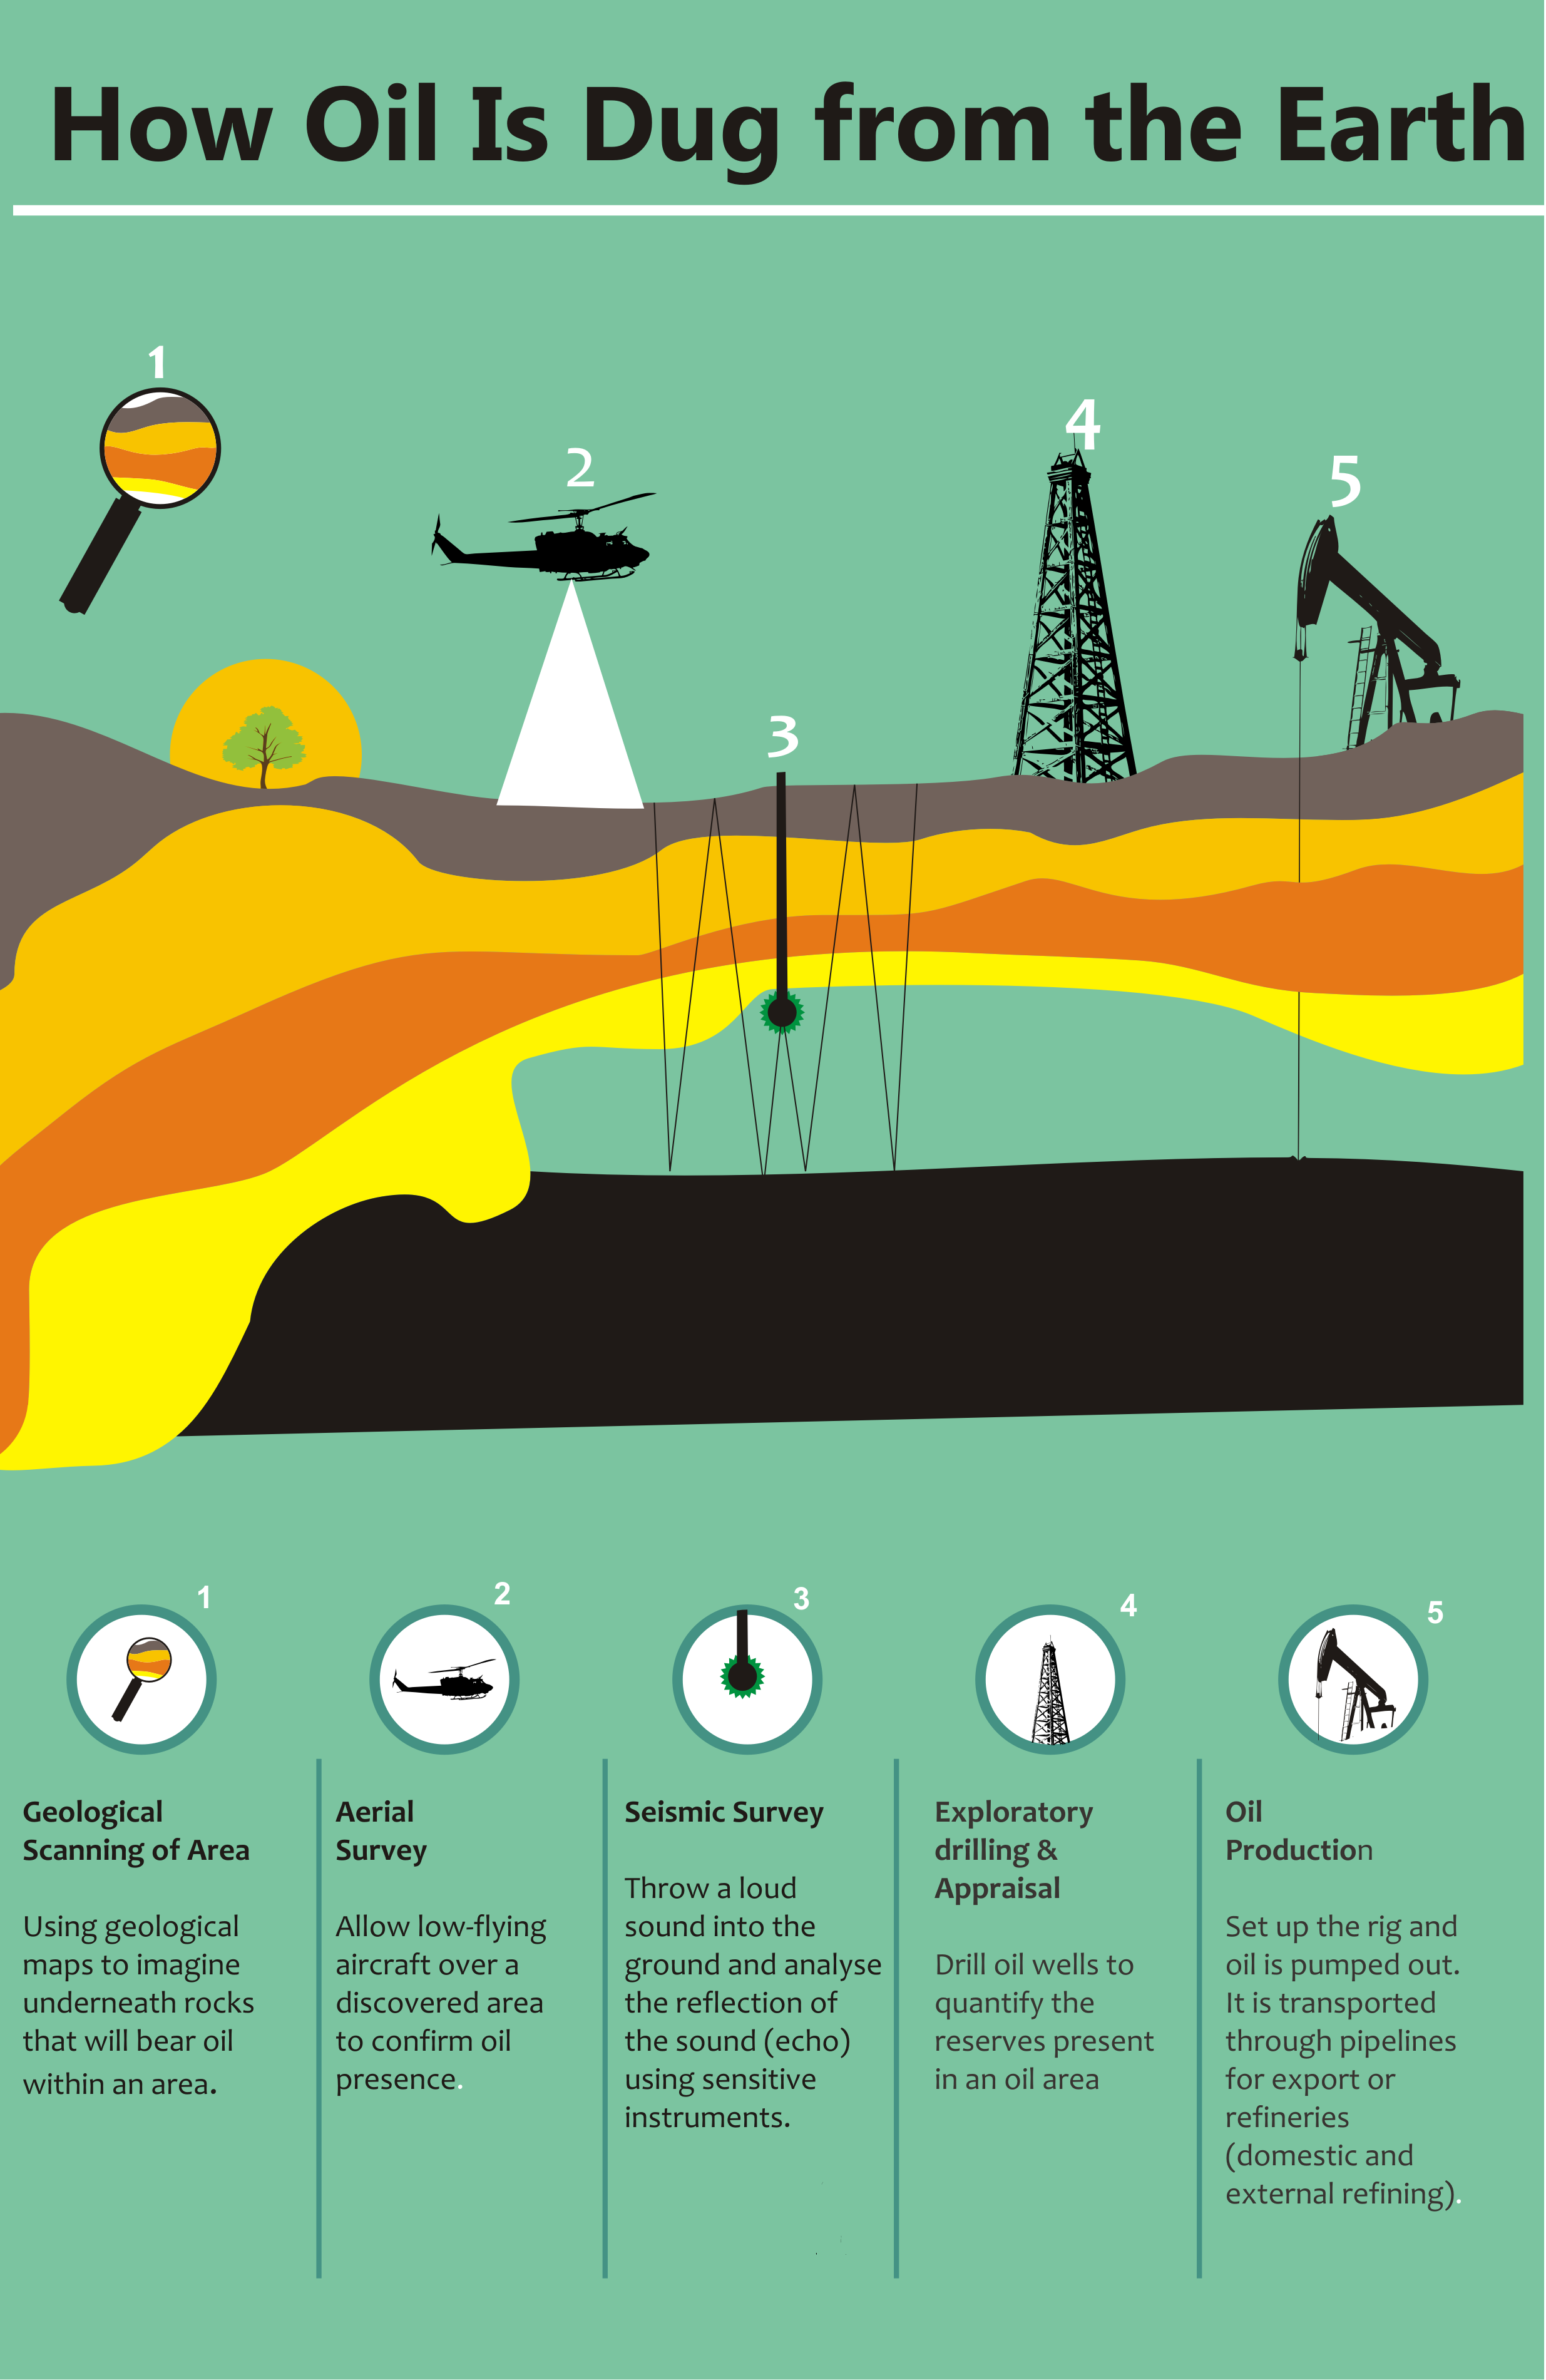 How Oil Is Dug from the Earth
1
2
3
4
5
1
2
3
4
5
Geological
Scanning of Area
Using geological
maps to imagine
underneath rocks
that will bear oil
within an area.
Aerial
Survey
Allow low-flying
aircraft over a
discovered area
to confirm oil
presence.
Seismic Survey
Throw a loud
sound into the
ground and analyse
the reflection of
the sound (echo)
using sensitive
instruments.
Exploratory
drilling &
Appraisal
Drill oil wells to
quantify the
reserves present
in an oil area
Oil
Production
Set up the rig and
oil is pumped out.
It is transported
through pipelines
for export or
refineries
(domestic and
external refining).